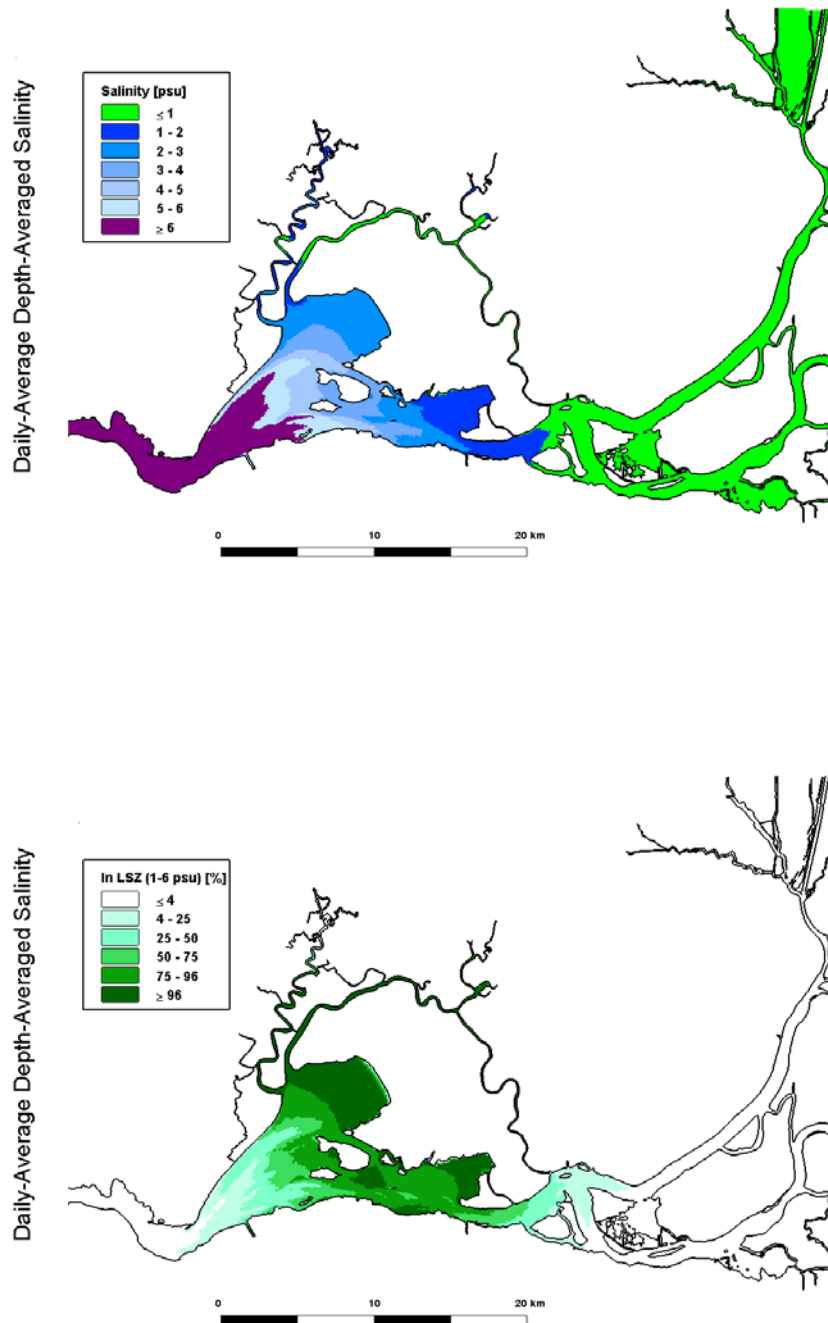 Daily-Average Depth-Averaged Salinity
Salinity [psu]
≤ 1
1 - 2
2 - 3
3 - 4
4 - 5
5 - 6
≥ 6
0 10 20 km
Daily-Average Depth-Averaged Salinity
In LSZ (1-6 psu) [%]
≤ 4
4 - 25
25 - 50
50 - 75
75 - 96
≥ 96
0 10 20 km